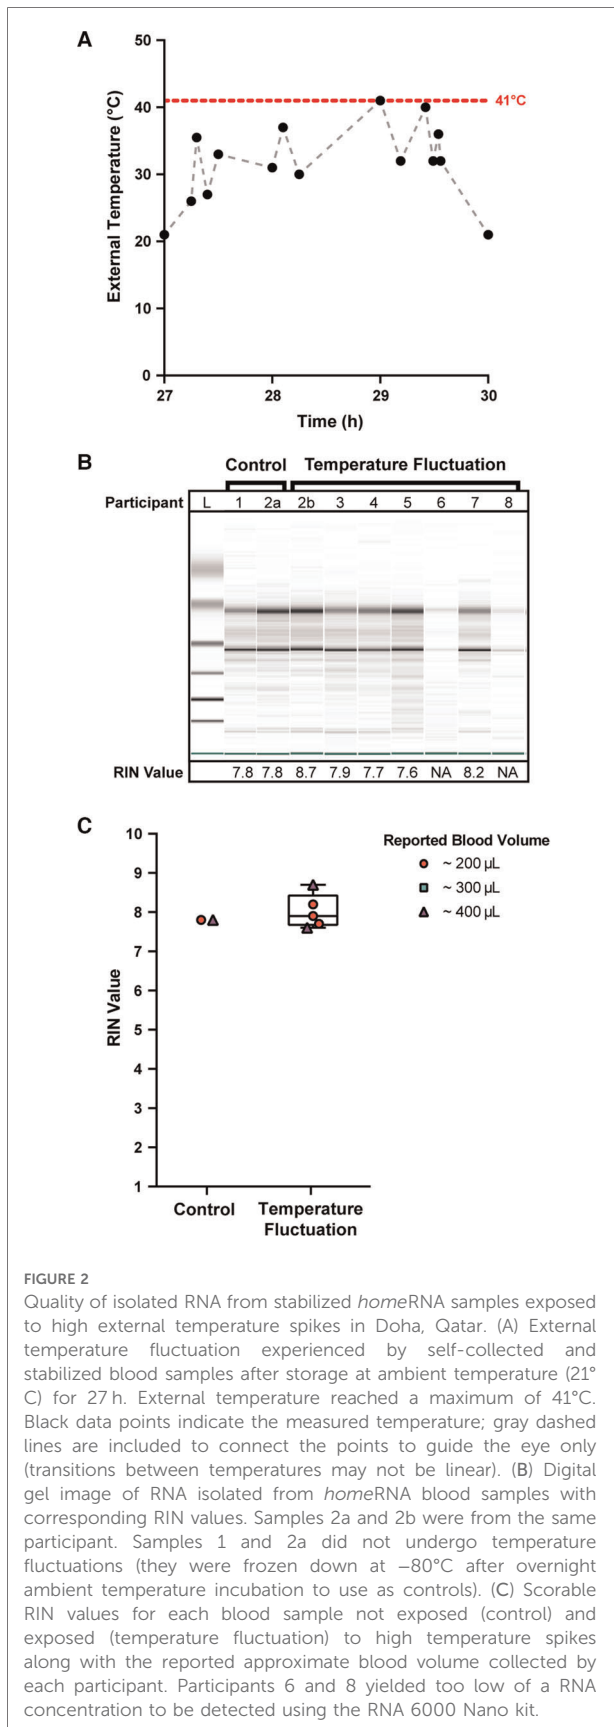 A
50
40
30
20
10
0
External Temperature (°C)
41°C
27
28
29
30
Time (h)
B
Control Temperature Fluctuation
Participant L 1 2a 2b 3 4 5 6 7 8
RIN Value 7.8 7.8 8.7 7.9 7.7 7.6 NA 8.2 NA
C
10
9
8
7
6
5
4
3
2
1
RIN Value
Control
Temperature
Fluctuation
Reported Blood Volume
~ 200 µL
~ 300 µL
~ 400 µL
FIGURE 2
Quality of isolated RNA from stabilized homeRNA samples exposed
to high external temperature spikes in Doha, Qatar. (A) External
temperature fluctuation experienced by self-collected and
stabilized blood samples after storage at ambient temperature (21°
C) for 27 h. External temperature reached a maximum of 41°C.
Black data points indicate the measured temperature; gray dashed
lines are included to connect the points to guide the eye only
(transitions between temperatures may not be linear). (B) Digital
gel image of RNA isolated from homeRNA blood samples with
corresponding RIN values. Samples 2a and 2b were from the same
participant. Samples 1 and 2a did not undergo temperature
fluctuations (they were frozen down at −80°C after overnight
ambient temperature incubation to use as controls). (C) Scorable
RIN values for each blood sample not exposed (control) and
exposed (temperature fluctuation) to high temperature spikes
along with the reported approximate blood volume collected by
each participant. Participants 6 and 8 yielded too low of a RNA
concentration to be detected using the RNA 6000 Nano kit.